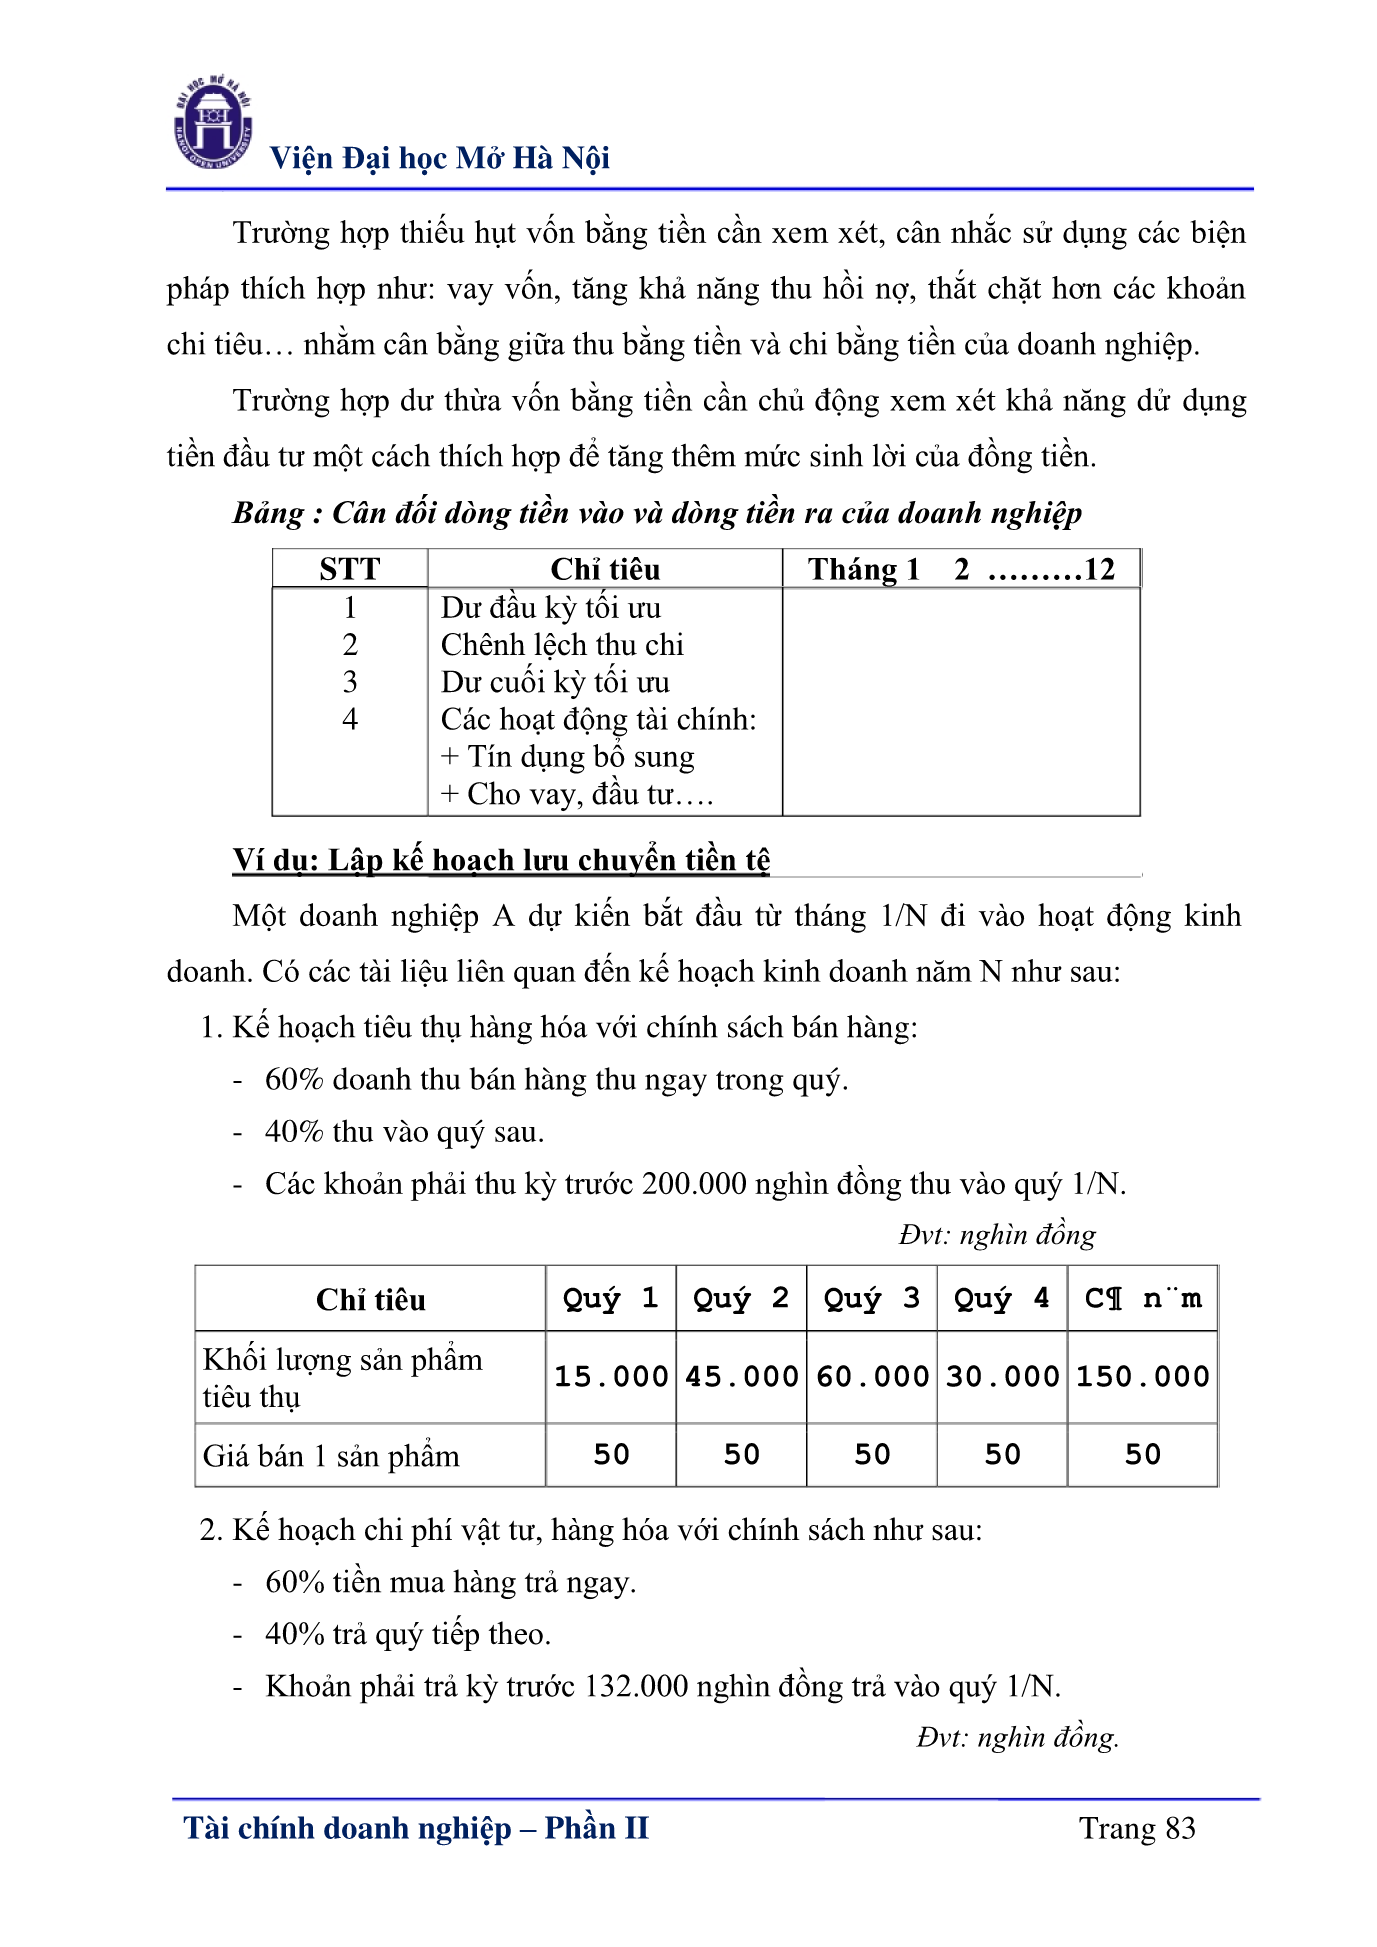 ĐẠI HỌC MỞ HÀ NỘI
HANOI OPEN UNIVERSITY
Viện Đại học Mở Hà Nội
Trường hợp thiếu hụt vốn bằng tiền cần xem xét, cân nhắc sử dụng các biện
pháp thích hợp như: vay vốn, tăng khả năng thu hồi nợ, thắt chặt hơn các khoản
chi tiêu… nhằm cân bằng giữa thu bằng tiền và chi bằng tiền của doanh nghiệp.
Trường hợp dư thừa vốn bằng tiền cần chủ động xem xét khả năng dử dụng
tiền đầu tư một cách thích hợp để tăng thêm mức sinh lời của đồng tiền.
Bảng : Cân đối dòng tiền vào và dòng tiền ra của doanh nghiệp
STT Chỉ tiêu Tháng 1 2 ………12
1 Dư đầu kỳ tối ưu
2 Chênh lệch thu chi
3 Dư cuối kỳ tối ưu
4 Các hoạt động tài chính:
+ Tín dụng bổ sung
+ Cho vay, đầu tư….
Ví dụ: Lập kế hoạch lưu chuyển tiền tệ
Một doanh nghiệp A dự kiến bắt đầu từ tháng 1/N đi vào hoạt động kinh
doanh. Có các tài liệu liên quan đến kế hoạch kinh doanh năm N như sau:
1. Kế hoạch tiêu thụ hàng hóa với chính sách bán hàng:
- 60% doanh thu bán hàng thu ngay trong quý.
- 40% thu vào quý sau.
- Các khoản phải thu kỳ trước 200.000 nghìn đồng thu vào quý 1/N.
Đvt: nghìn đồng
Chỉ tiêu Quý 1 Quý 2 Quý 3 Quý 4 C¶ n¨m
Khối lượng sản phẩm
tiêu thụ 15.000 45.000 60.000 30.000 150.000
Giá bán 1 sản phẩm 50 50 50 50 50
2. Kế hoạch chi phí vật tư, hàng hóa với chính sách như sau:
- 60% tiền mua hàng trả ngay.
- 40% trả quý tiếp theo.
- Khoản phải trả kỳ trước 132.000 nghìn đồng trả vào quý 1/N.
Đvt: nghìn đồng.
Tài chính doanh nghiệp – Phần II Trang 83